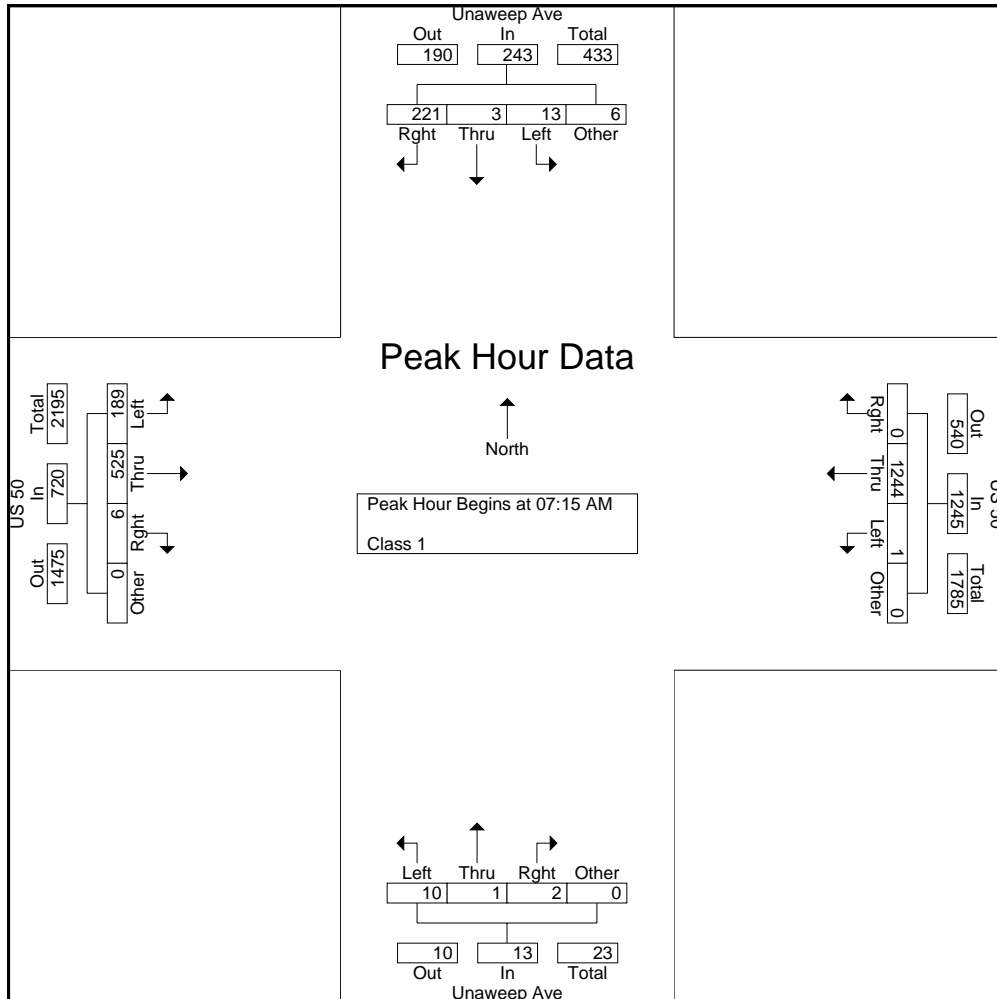 Unaweep Ave
Out In Total
190 243 433
221 3 13 6
Rght Thru Left Other
Peak Hour Data
North
Peak Hour Begins at 07:15 AM
Class 1
US 50
Total In Out
2195 720 1475
189 525 6 0
Left Thru Rght Other
US 50
Out In Total
540 1245 1785
0 1244 1 0
Rght Thru Left Other
Left Thru Rght Other
10 1 2 0
10 13 23
Out In Total
Unaweep Ave